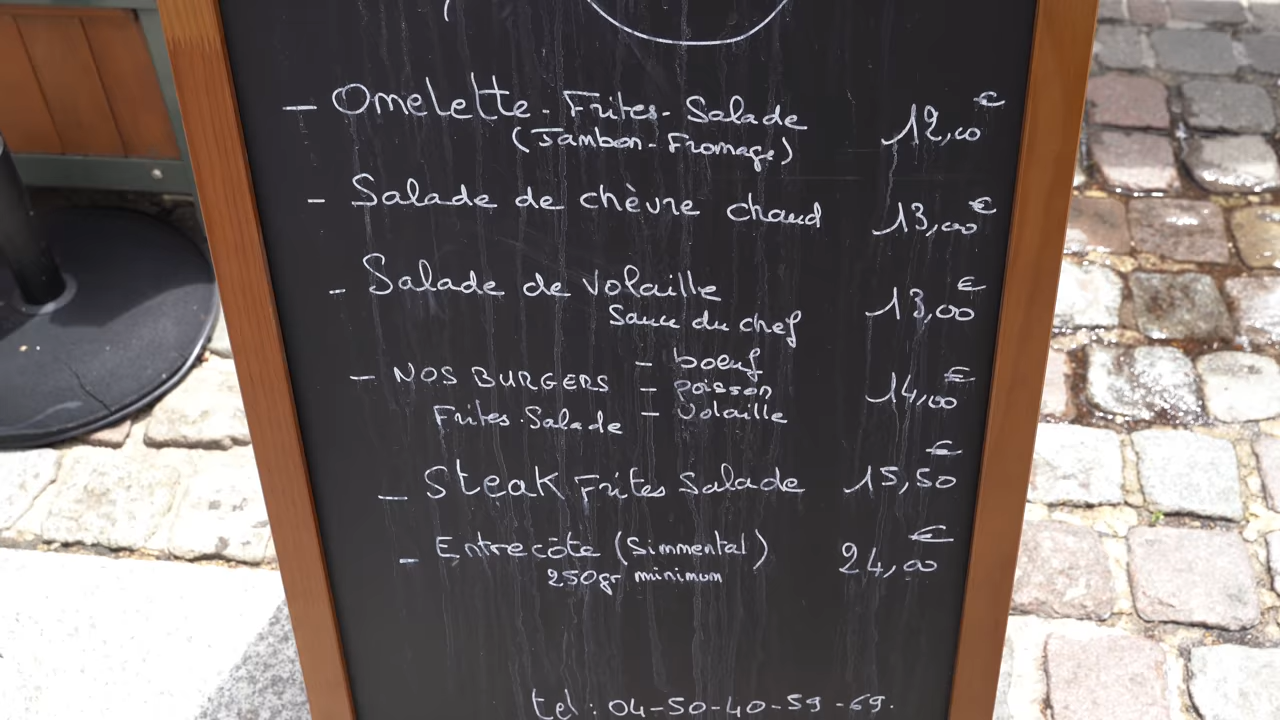 - Omelette - Frites - Salade 12,00€
(Jambon - Fromage)
- Salade de chèvre chaud 13,00€
- Salade de volaille 13,00€
Sauce du chef
- NOS BURGERS - boeuf 14,00€
- poisson
Frites - Salade - volaille
- Steak Frites Salade 15,50€
- Entrecôte (Simmental) 24,00€
250gr minimum
tel : 04-50-40-59-69.